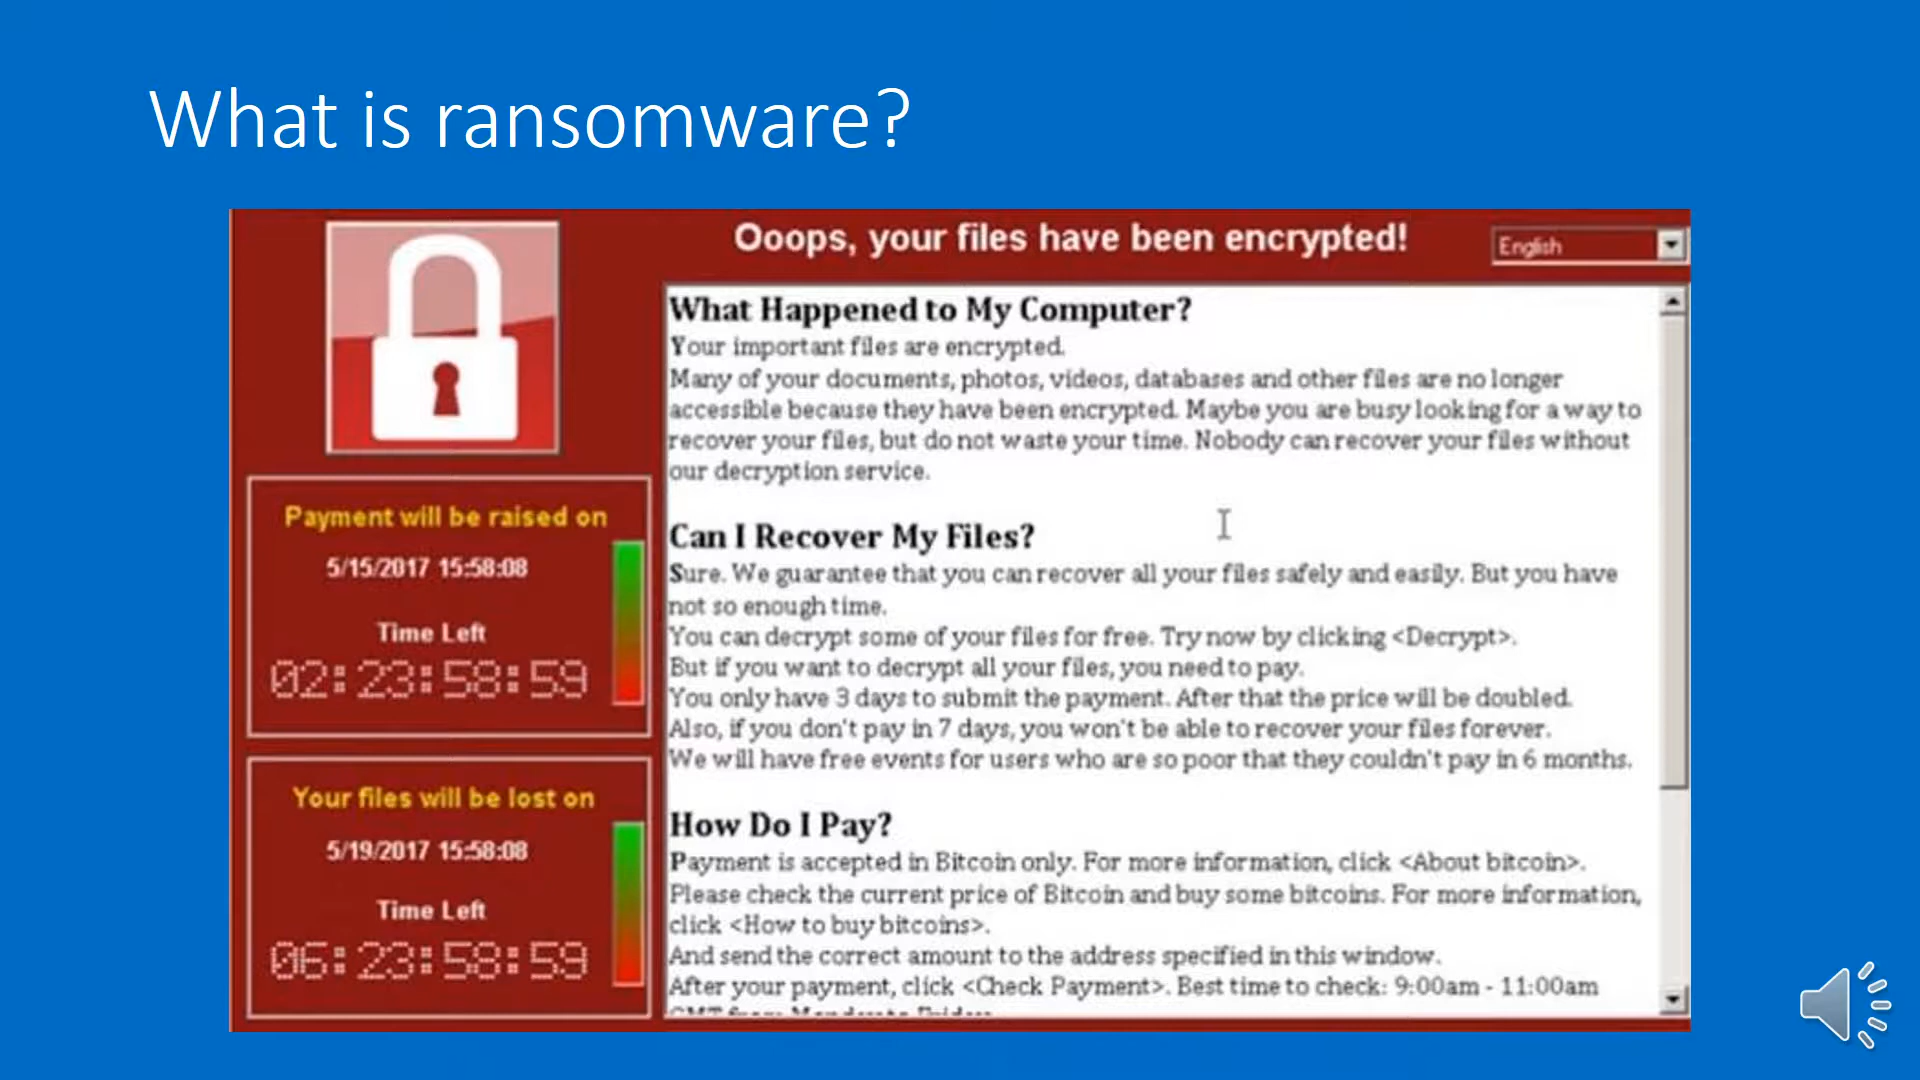 What is ransomware?
Ooops, your files have been encrypted!
English
What Happened to My Computer?
Your important files are encrypted.
Many of your documents, photos, videos, databases and other files are no longer
accessible because they have been encrypted. Maybe you are busy looking for a way to
recover your files, but do not waste your time. Nobody can recover your files without
our decryption service.
Can I Recover My Files?
Sure. We guarantee that you can recover all your files safely and easily. But you have
not so enough time.
You can decrypt some of your files for free. Try now by clicking <Decrypt>.
But if you want to decrypt all your files, you need to pay.
You only have 3 days to submit the payment. After that the price will be doubled.
Also, if you don't pay in 7 days, you won't be able to recover your files forever.
We will have free events for users who are so poor that they couldn't pay in 6 months.
How Do I Pay?
Payment is accepted in Bitcoin only. For more information, click <About bitcoin>.
Please check the current price of Bitcoin and buy some bitcoins. For more information,
click <How to buy bitcoins>.
And send the correct amount to the address specified in this window.
After your payment, click <Check Payment>. Best time to check: 9:00am - 11:00am
Payment will be raised on
5/15/2017 15:58:08
Time Left
02:23:58:59
Your files will be lost on
5/19/2017 15:58:08
Time Left
06:23:58:59